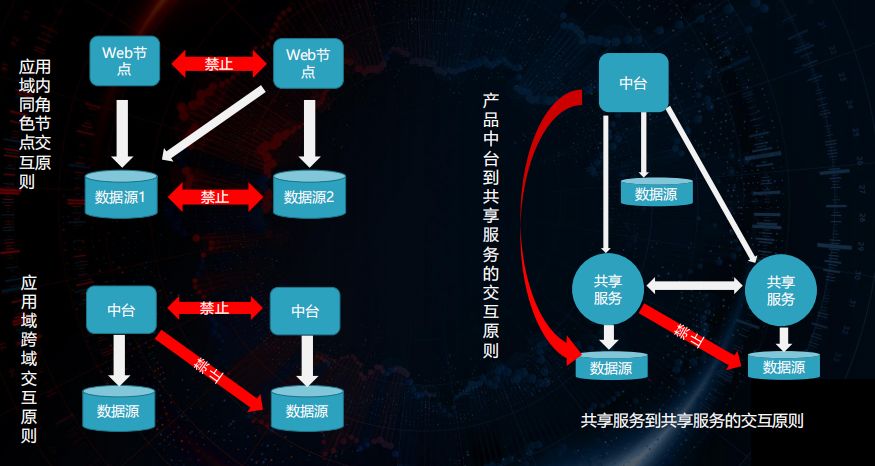 应用域内同角色节点交互原则
Web节
点
禁止
Web节
点
数据源1
禁止
数据源2
应用域跨域交互原则
中台
禁止
中台
禁止
数据源
数据源
产品中台到共享服务的交互原则
中台
数据源
共享
服务
共享
服务
禁止
数据源
数据源
共享服务到共享服务的交互原则